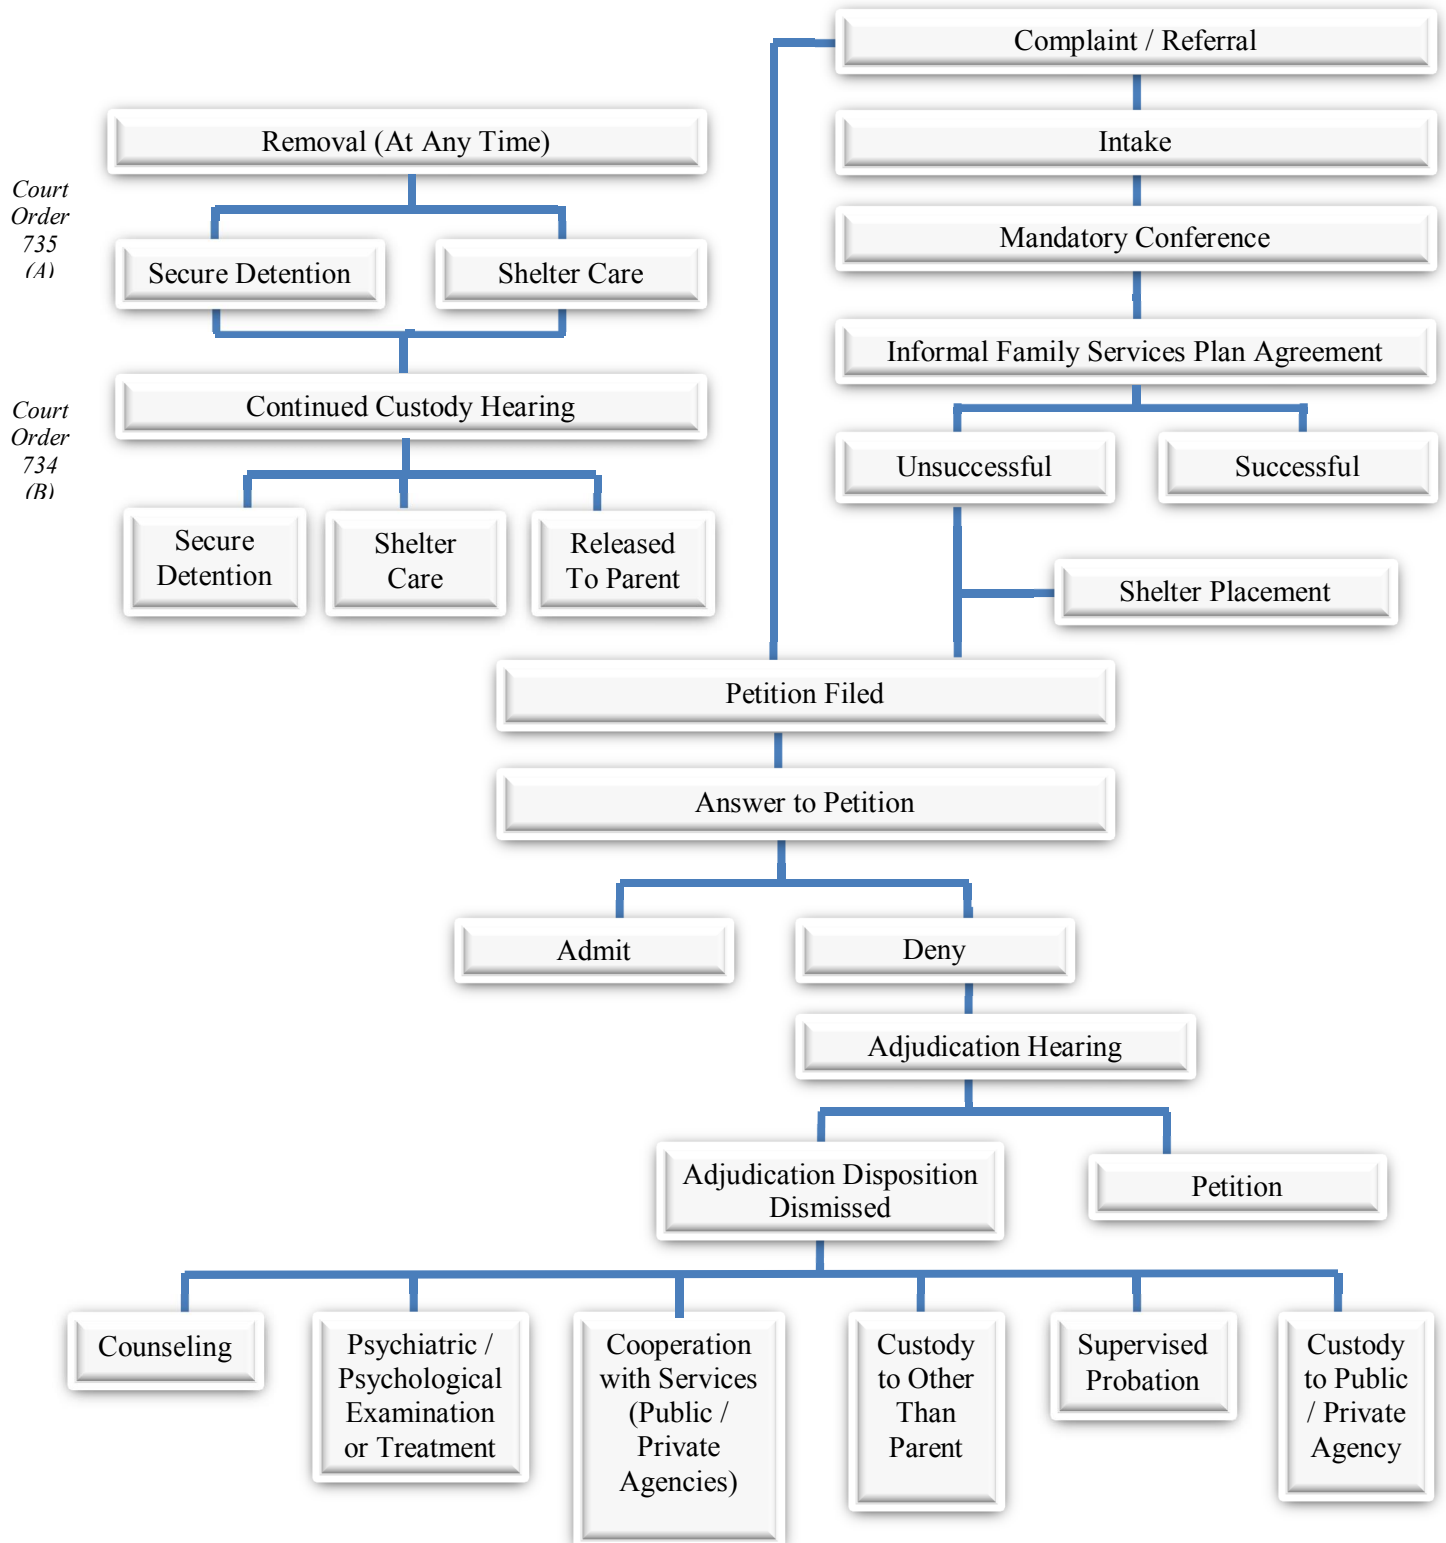 Complaint / Referral
Removal (At Any Time)
Intake
Court
Order
735
(A)
Secure Detention
Shelter Care
Mandatory Conference
Informal Family Services Plan Agreement
Continued Custody Hearing
Court
Order
734
(B)
Unsuccessful
Successful
Secure
Detention
Shelter
Care
Released
To Parent
Shelter Placement
Petition Filed
Answer to Petition
Admit
Deny
Adjudication Hearing
Adjudication Disposition
Dismissed
Petition
Counseling
Psychiatric /
Psychological
Examination
or Treatment
Cooperation
with Services
(Public /
Private
Agencies)
Custody
to Other
Than
Parent
Supervised
Probation
Custody
to Public
/ Private
Agency